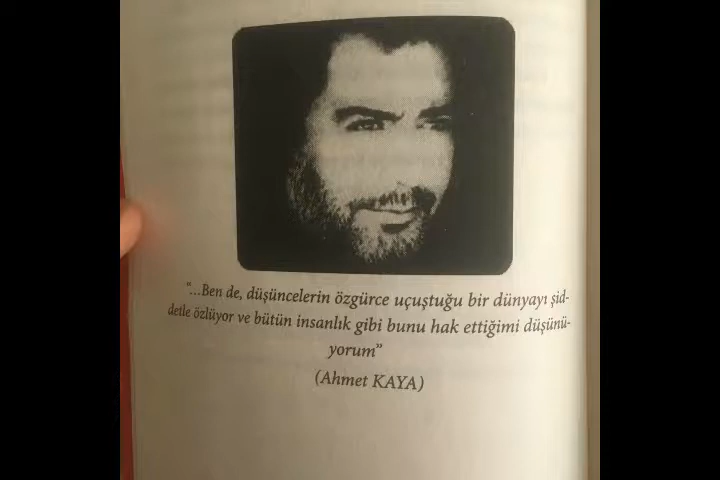 "...Ben de, düşüncelerin özgürce uçuştuğu bir dünyayı şid-
detle özlüyor ve bütün insanlık gibi bunu hak ettiğimi düşünü-
yorum"
(Ahmet KAYA)